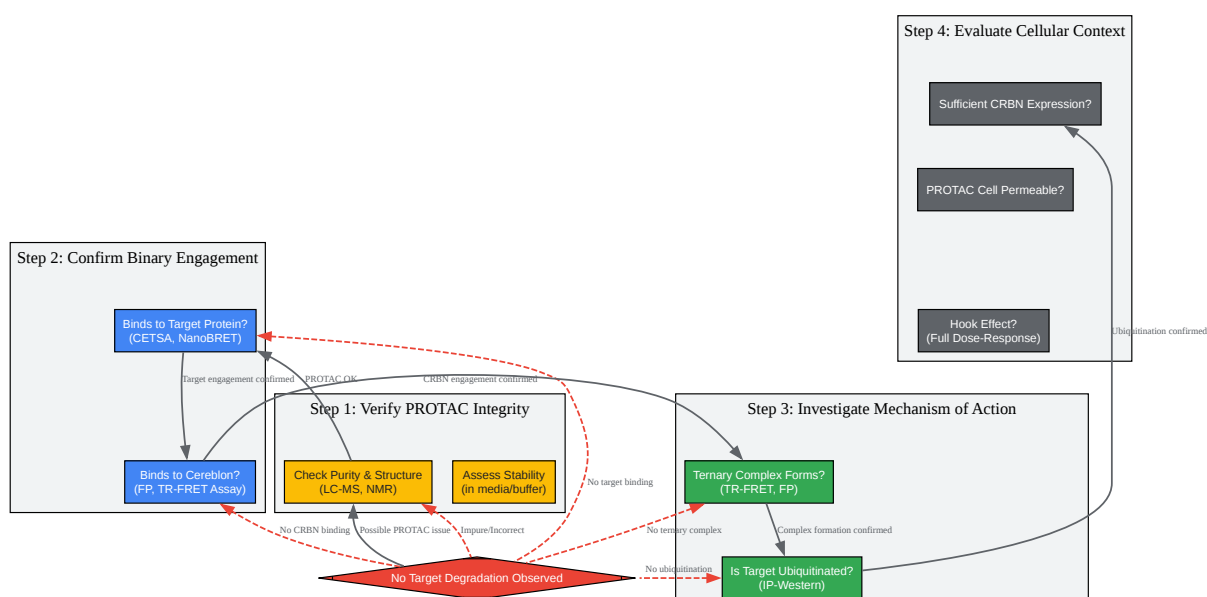 Step 4: Evaluate Cellular Context
Sufficient CRBN Expression?
PROTAC Cell Permeable?
Hook Effect?
(Full Dose-Response)
Ubiquitination confirmed
Step 2: Confirm Binary Engagement
Binds to Target Protein?
(CETSA, NanoBRET)
Target engagement confirmed
PROTAC OK
CRBN engagement confirmed
Binds to Cereblon?
(FP, TR-FRET Assay)
Step 1: Verify PROTAC Integrity
Check Purity & Structure
(LC-MS, NMR)
Assess Stability
(in media/buffer)
No target binding
Step 3: Investigate Mechanism of Action
Ternary Complex Forms?
(TR-FRET, FP)
No CRBN binding
Possible PROTAC issue
Impure/Incorrect
No ternary complex
Complex formation confirmed
No Target Degradation Observed
No ubiquitination
Is Target Ubiquitinated?
(IP-Western)